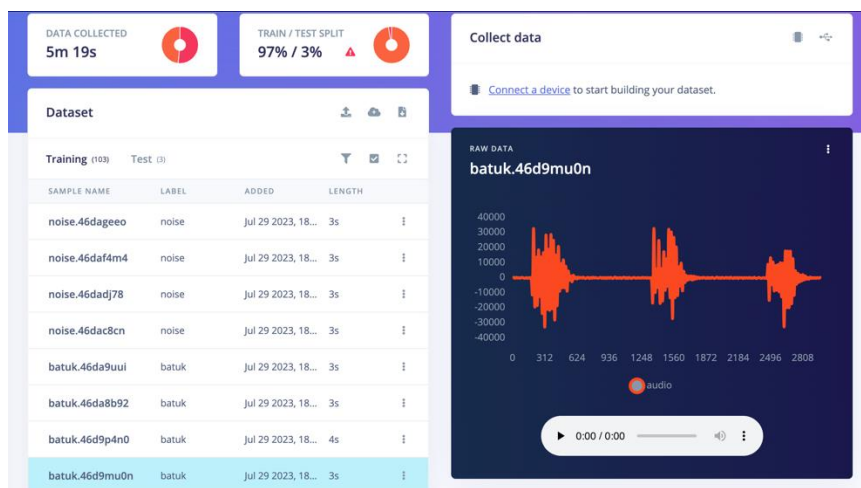 DATA COLLECTED
5m 19s
TRAIN / TEST SPLIT
97% / 3%
Collect data
Connect a device to start building your dataset.
Dataset
Training (103) Test (3)
SAMPLE NAME LABEL ADDED LENGTH
noise.46dageeo noise Jul 29 2023, 18... 3s
noise.46daf4m4 noise Jul 29 2023, 18... 3s
noise.46dadj78 noise Jul 29 2023, 18... 3s
noise.46dac8cn noise Jul 29 2023, 18... 3s
batuk.46da9uui batuk Jul 29 2023, 18... 3s
batuk.46da8b92 batuk Jul 29 2023, 18... 3s
batuk.46d9p4n0 batuk Jul 29 2023, 18... 4s
batuk.46d9mu0n batuk Jul 29 2023, 18... 3s
RAW DATA
batuk.46d9mu0n
40000
30000
20000
10000
0
-10000
-20000
-30000
-40000
0 312 624 936 1248 1560 1872 2184 2496 2808
audio
0:00 / 0:00